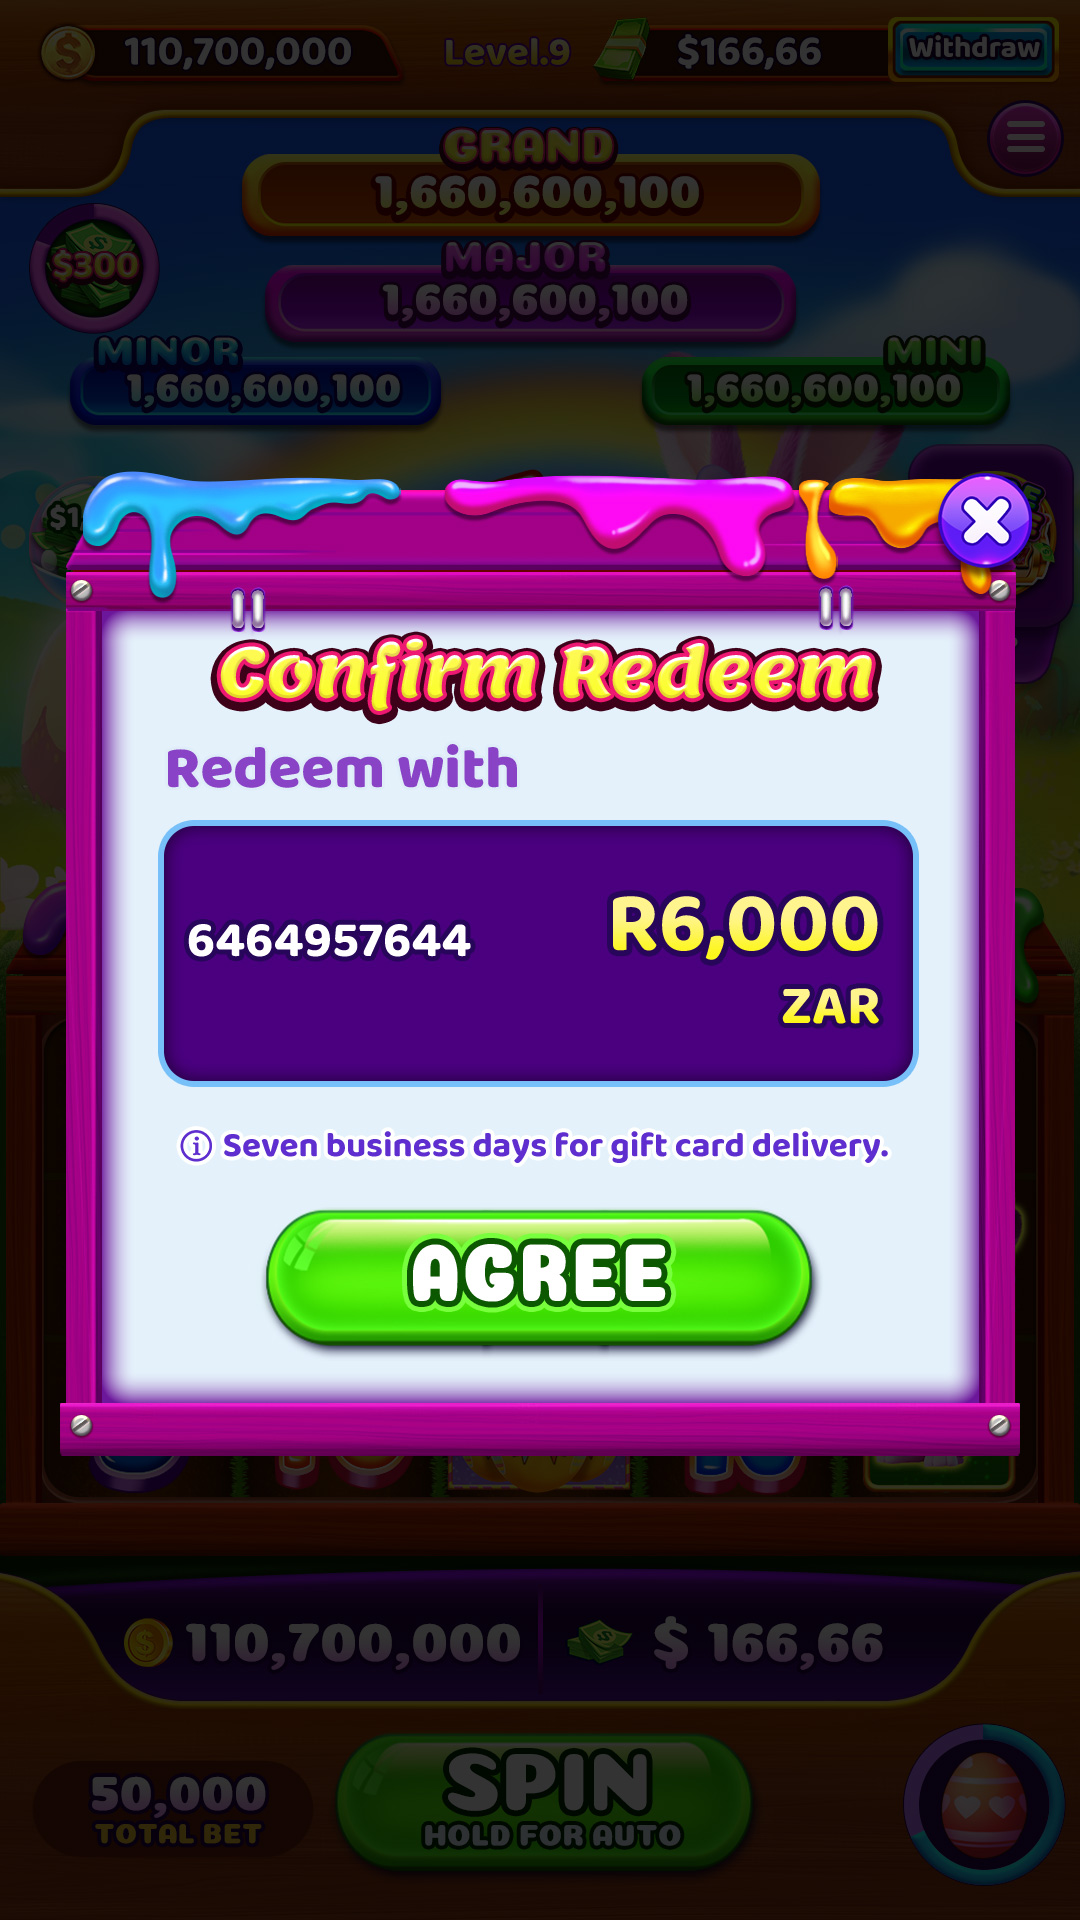 110,700,000
Level.9
$166,66
Withdraw
GRAND
1,660,600,100
MAJOR
1,660,600,100
$300
MINOR
1,660,600,100
MINI
1,660,600,100
Confirm Redeem
Redeem with
6464957644
R6,000
ZAR
Seven business days for gift card delivery.
AGREE
110,700,000
$ 166,66
50,000
TOTAL BET
SPIN
HOLD FOR AUTO